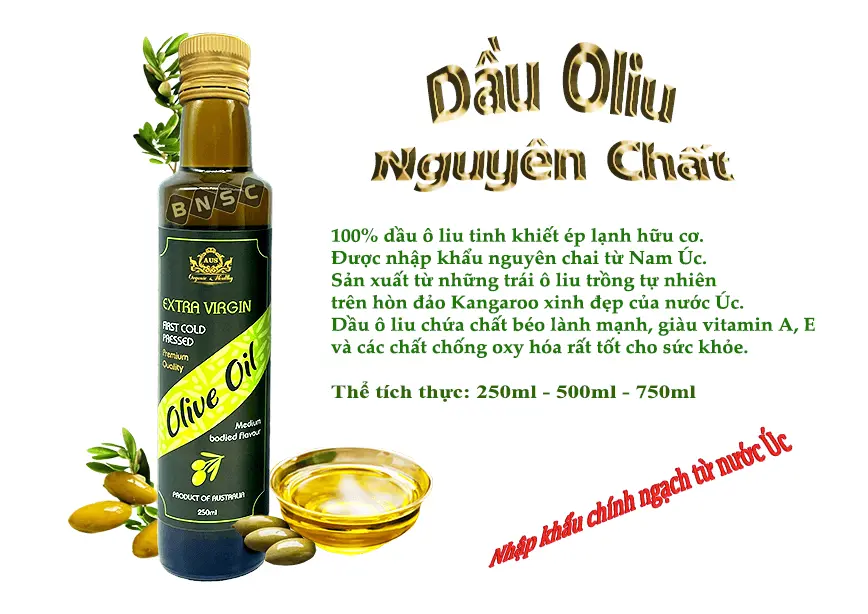 Dầu Oliu
Nguyên Chất
BNSC
AUS
Organic & Healthy
EXTRA VIRGIN
FIRST COLD
PRESSED
Premium
Quality
Olive Oil
Medium
bodied flavour
PRODUCT OF AUSTRALIA
250ml
100% dầu ô liu tinh khiết ép lạnh hữu cơ.
Được nhập khẩu nguyên chai từ Nam Úc.
Sản xuất từ những trái ô liu trồng tự nhiên
trên hòn đảo Kangaroo xinh đẹp của nước Úc.
Dầu ô liu chứa chất béo lành mạnh, giàu vitamin A, E
và các chất chống oxy hóa rất tốt cho sức khỏe.
Thể tích thực: 250ml - 500ml - 750ml
Nhập khẩu chính ngạch từ nước Úc